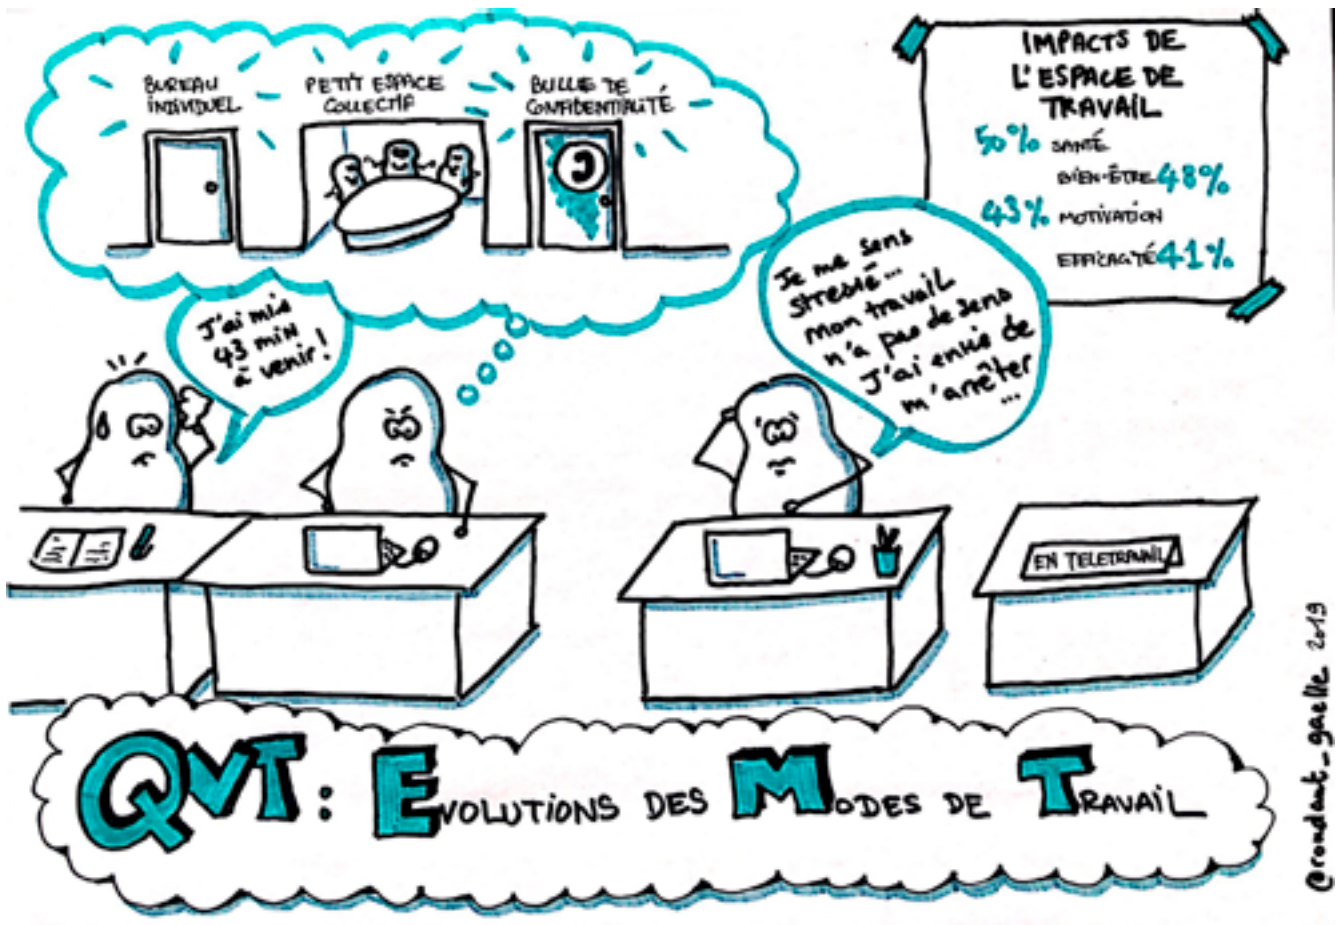 BUREAU
INDIVIDUEL
PETIT ESPACE
COLLECTIF
BULLE DE
CONFIDENTIALITÉ
IMPACTS DE
L'ESPACE DE
TRAVAIL
50% SANTÉ
BIEN-ÊTRE 48%
43% MOTIVATION
EFFICACITÉ 41%
J'ai mis
43 min
à venir!
Je me sens
stressé...
mon travail
n'a pas de sens
J'ai envie de
m'arrêter
...
EN TELETRAVAIL
QVT : EVOLUTIONS DES MODES DE TRAVAIL
@rondant_gaelle 2019